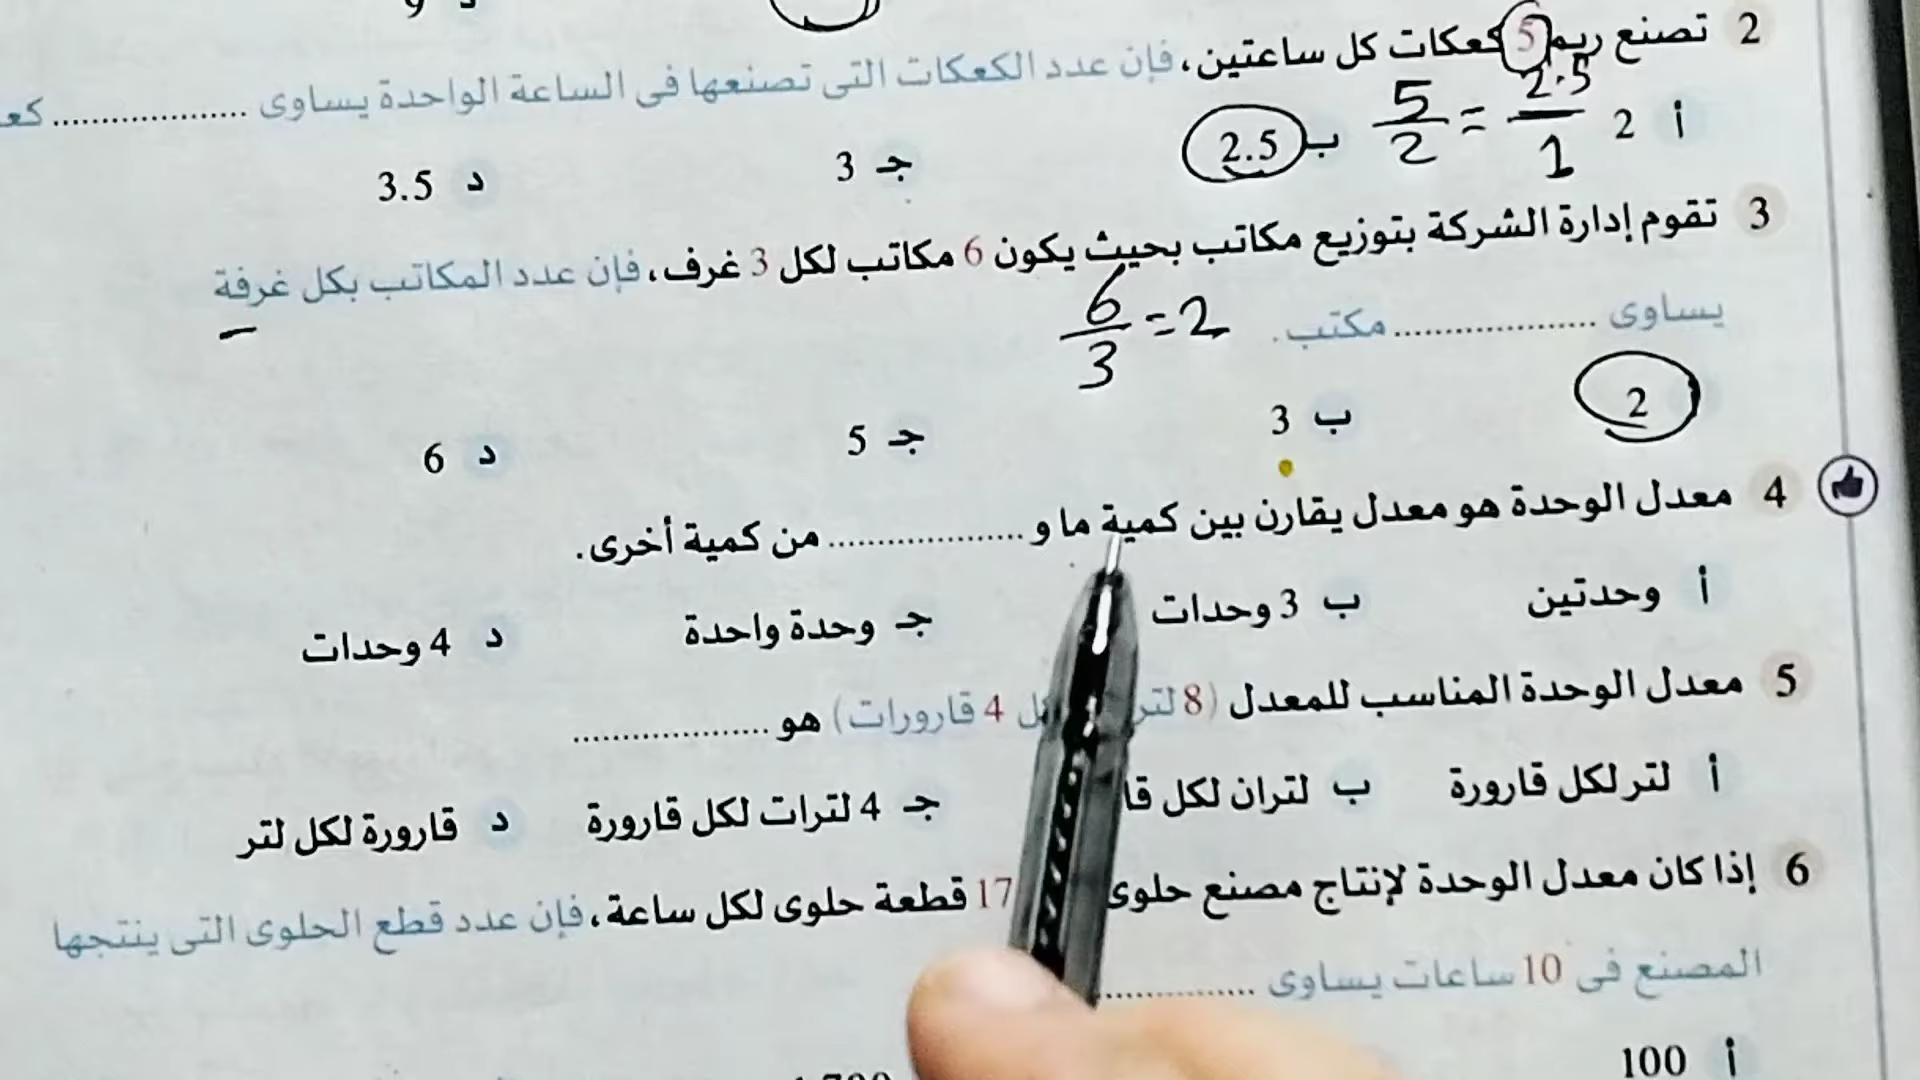 2 تصنع ريم 5 كعكات كل ساعتين، فإن عدد الكعكات التى تصنعها فى الساعة الواحدة يساوى ....................
5/2 = 2.5/1
أ 2 ب 2.5 جـ 3 د 3.5
3 تقوم إدارة الشركة بتوزيع مكاتب بحيث يكون 6 مكاتب لكل 3 غرف، فإن عدد المكاتب بكل غرفة
يساوى .................... مكتب.
6/3 = 2
2 ب 3 جـ 5 د 6
4 معدل الوحدة هو معدل يقارن بين كمية ما و .................... من كمية أخرى.
أ وحدتين ب 3 وحدات جـ وحدة واحدة د 4 وحدات
5 معدل الوحدة المناسب للمعدل (8 4 قارورات) هو ....................
أ لتر لكل قارورة ب لتران لكل جـ 4 لترات لكل قارورة د قارورة لكل لتر
6 إذا كان معدل الوحدة لإنتاج مصنع حلوى 17 قطعة حلوى لكل ساعة، فإن عدد قطع الحلوى التى ينتجها
المصنع فى 10 ساعات يساوى ....................
أ 100